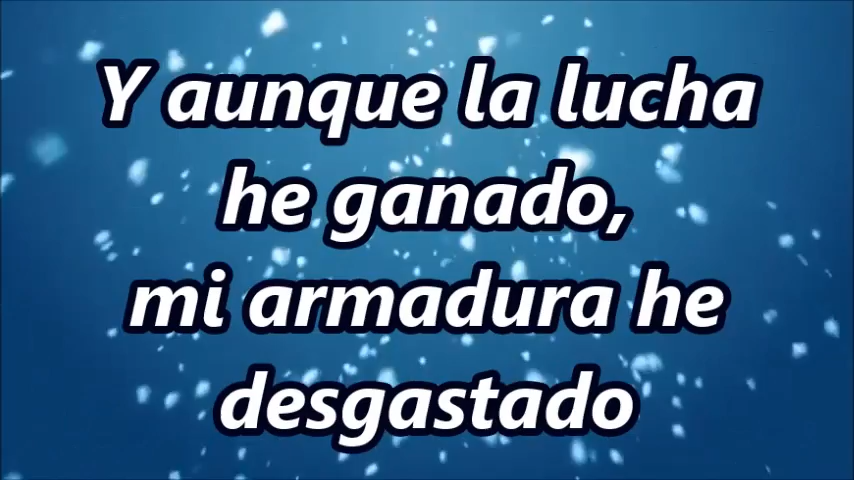 Y aunque la lucha
he ganado,
mi armadura he
desgastado